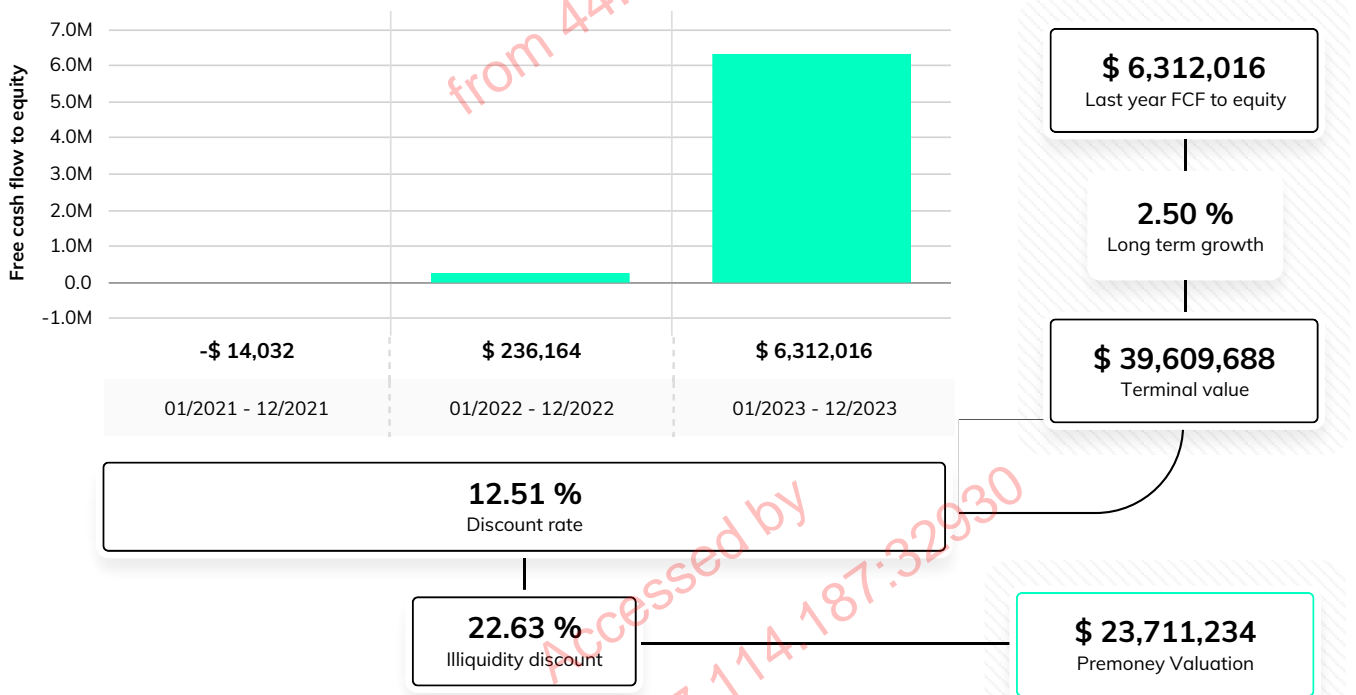 Free cash flow to equity
7.0M
6.0M
5.0M
4.0M
3.0M
2.0M
1.0M
0.0
-1.0M
-$ 14,032
$ 236,164
$ 6,312,016
01/2021 - 12/2021
01/2022 - 12/2022
01/2023 - 12/2023
$ 6,312,016
Last year FCF to equity
2.50 %
Long term growth
$ 39,609,688
Terminal value
12.51 %
Discount rate
22.63 %
Illiquidity discount
$ 23,711,234
Premoney Valuation
Accessed by
from 44.
.114.187:32930